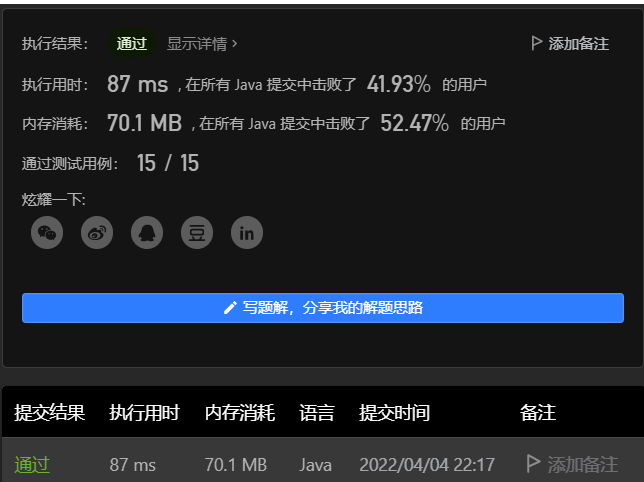 执行结果： 通过 显示详情 › 添加备注
执行用时： 87 ms , 在所有 Java 提交中击败了 41.93% 的用户
内存消耗： 70.1 MB , 在所有 Java 提交中击败了 52.47% 的用户
通过测试用例： 15 / 15
炫耀一下:
豆 in
写题解，分享我的解题思路
提交结果 执行用时 内存消耗 语言 提交时间 备注
通过 87 ms 70.1 MB Java 2022/04/04 22:17 添加备注